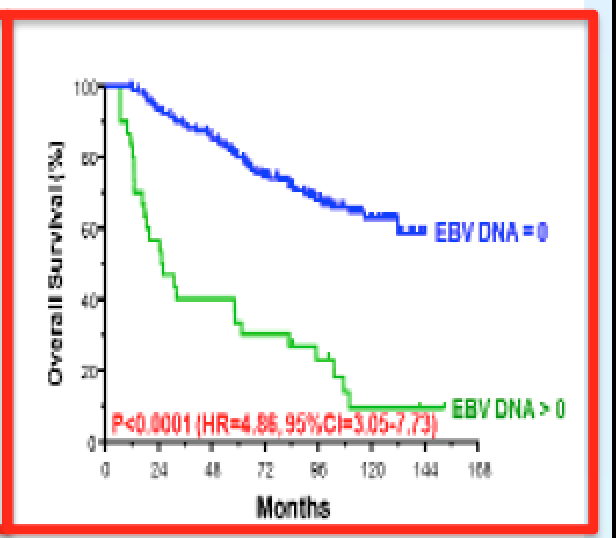 Overall Survival (%)
100
80
60
40
20
0
EBV DNA = 0
EBV DNA > 0
P<0.0001 (HR=4.86, 95%CI=3.05-7.73)
0 24 48 72 96 120 144 168
Months